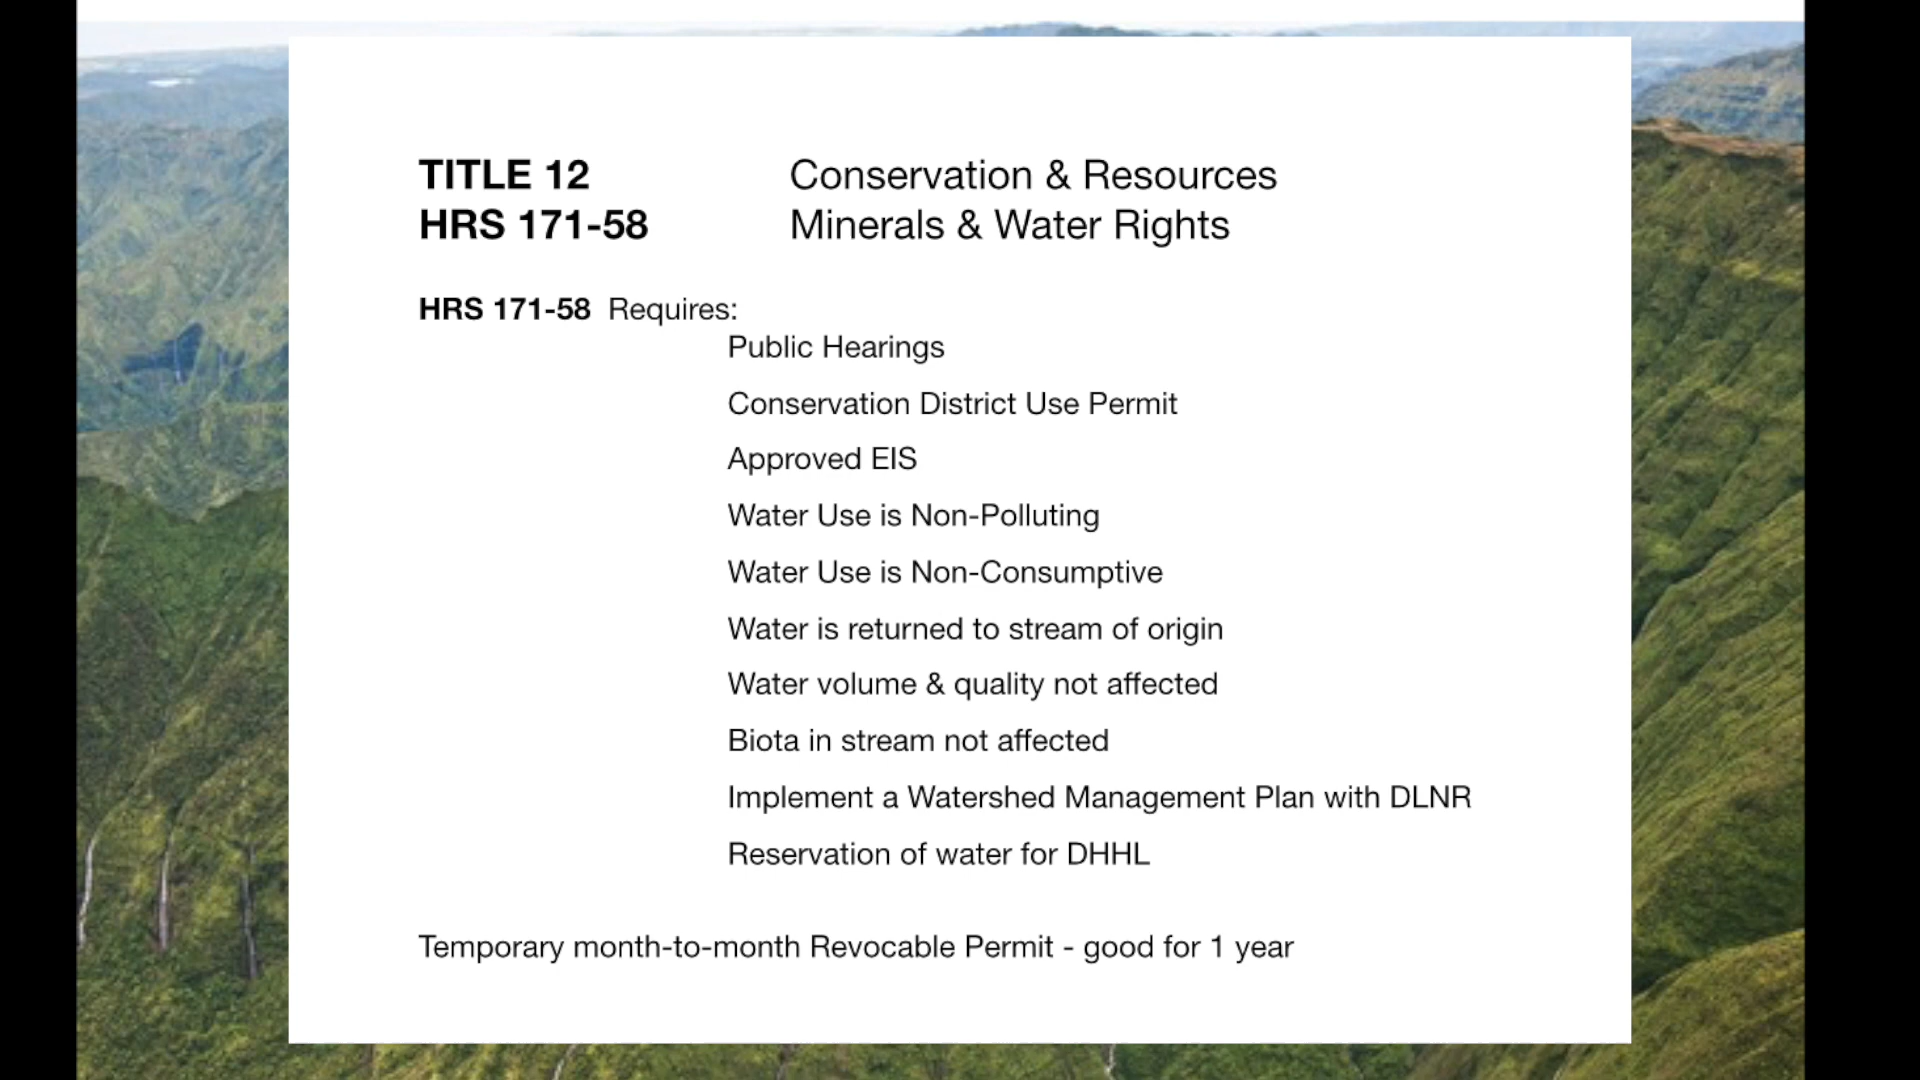 TITLE 12 Conservation & Resources
HRS 171-58 Minerals & Water Rights
HRS 171-58 Requires:
Public Hearings
Conservation District Use Permit
Approved EIS
Water Use is Non-Polluting
Water Use is Non-Consumptive
Water is returned to stream of origin
Water volume & quality not affected
Biota in stream not affected
Implement a Watershed Management Plan with DLNR
Reservation of water for DHHL
Temporary month-to-month Revocable Permit - good for 1 year